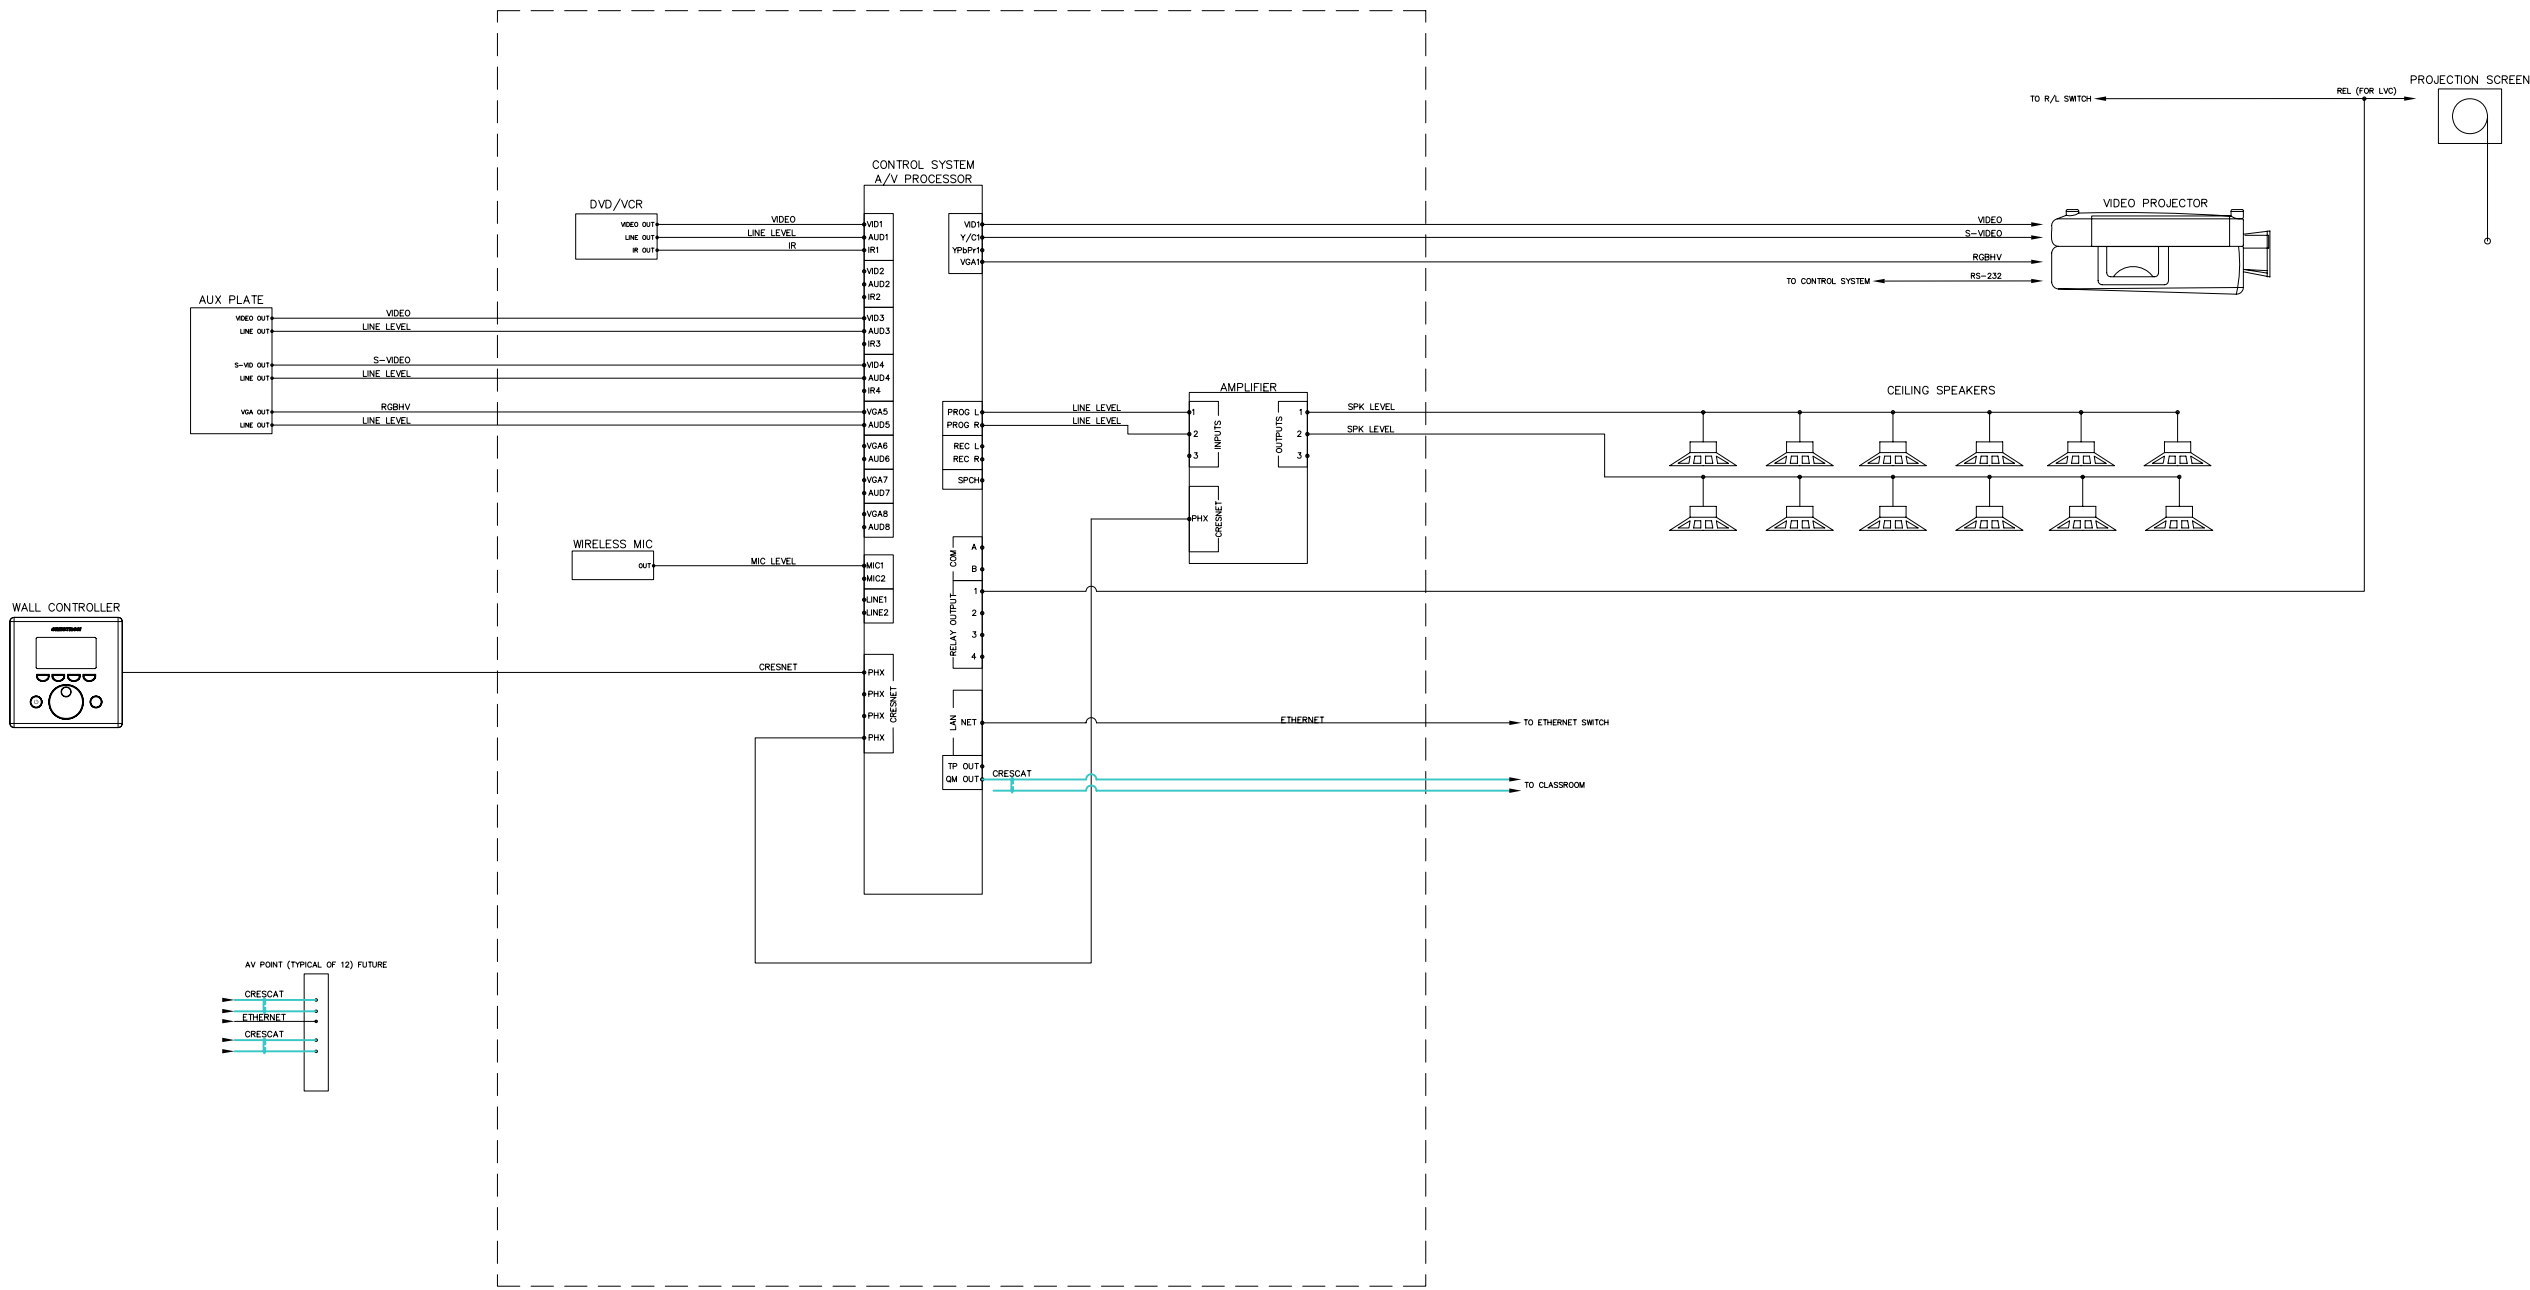 PROJECTION SCREEN
REL (FOR LVC)
TO R/L SWITCH
CONTROL SYSTEM
A/V PROCESSOR
DVD/VCR
VIDEO OUT
LINE OUT
IR OUT
VIDEO
LINE LEVEL
IR
VID1
AUD1
IR1
VID2
AUD2
IR2
VID3
AUD3
IR3
VID4
AUD4
IR4
VGA5
AUD5
VGA6
AUD6
VGA7
AUD7
VGA8
AUD8
MIC1
MIC2
LINE1
LINE2
PHX
PHX
PHX
PHX
CRESNET
VID1
Y/C1
YPbPr1
VGA1
PROG L
PROG R
REC L
REC R
SPCH
COM
A
B
RELAY OUTPUT
1
2
3
4
LAN
NET
TP OUT
QM OUT
VIDEO
S-VIDEO
RGBHV
RS-232
TO CONTROL SYSTEM
VIDEO PROJECTOR
AUX PLATE
VIDEO OUT
LINE OUT
S-VID OUT
LINE OUT
VGA OUT
LINE OUT
VIDEO
LINE LEVEL
S-VIDEO
LINE LEVEL
RGBHV
LINE LEVEL
LINE LEVEL
LINE LEVEL
AMPLIFIER
1
2
3
INPUTS
OUTPUTS
1
2
3
PHX
CRESNET
SPK LEVEL
SPK LEVEL
CEILING SPEAKERS
WIRELESS MIC
OUT
MIC LEVEL
WALL CONTROLLER
CRESTRON
CRESNET
ETHERNET
TO ETHERNET SWITCH
CRESCAT
TO CLASSROOM
AV POINT (TYPICAL OF 12) FUTURE
CRESCAT
ETHERNET
CRESCAT